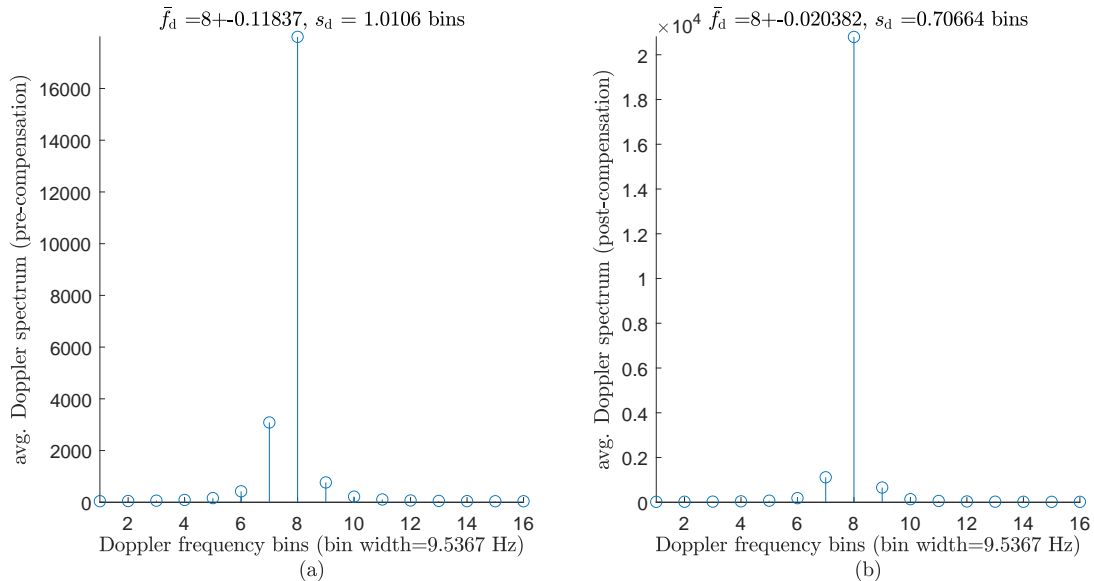 f̄d =8+-0.11837, sd = 1.0106 bins
avg. Doppler spectrum (pre-compensation)
16000
14000
12000
10000
8000
6000
4000
2000
0
2 4 6 8 10 12 14 16
Doppler frequency bins (bin width=9.5367 Hz)
(a)
f̄d =8+-0.020382, sd =0.70664 bins
×10⁴
avg. Doppler spectrum (post-compensation)
2
1.8
1.6
1.4
1.2
1
0.8
0.6
0.4
0.2
0
2 4 6 8 10 12 14 16
Doppler frequency bins (bin width=9.5367 Hz)
(b)